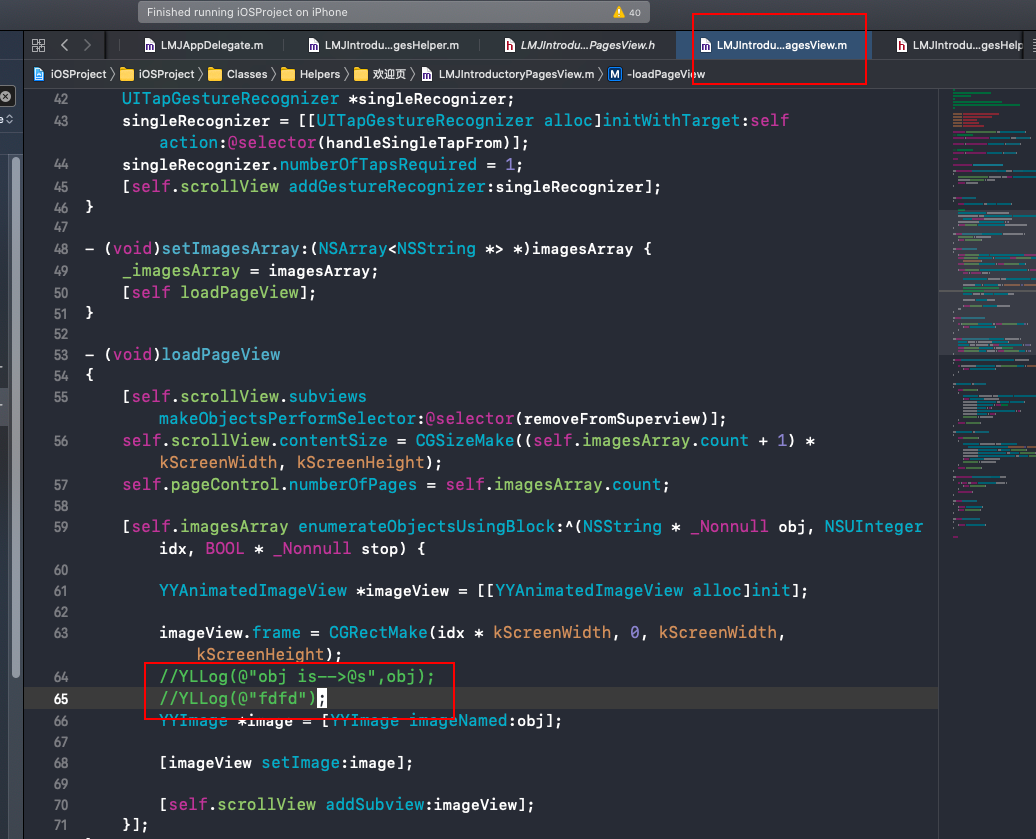 Finished running iOSProject on iPhone
40
LMJAppDelegate.m
LMJIntrodu...gesHelper.m
LMJIntrodu...PagesView.h
LMJIntrodu...agesView.m
LMJIntrodu...gesHelp
iOSProject 〉 iOSProject 〉 Classes 〉 Helpers 〉 欢迎页 〉 LMJIntroductoryPagesView.m 〉 M -loadPageView
42 UITapGestureRecognizer *singleRecognizer;
43 singleRecognizer = [[UITapGestureRecognizer alloc]initWithTarget:self
action:@selector(handleSingleTapFrom)];
44 singleRecognizer.numberOfTapsRequired = 1;
45 [self.scrollView addGestureRecognizer:singleRecognizer];
46 }
47
48 - (void)setImagesArray:(NSArray<NSString *> *)imagesArray {
49 _imagesArray = imagesArray;
50 [self loadPageView];
51 }
52
53 - (void)loadPageView
54 {
55 [self.scrollView.subviews
makeObjectsPerformSelector:@selector(removeFromSuperview)];
56 self.scrollView.contentSize = CGSizeMake((self.imagesArray.count + 1) *
kScreenWidth, kScreenHeight);
57 self.pageControl.numberOfPages = self.imagesArray.count;
58
59 [self.imagesArray enumerateObjectsUsingBlock:^(NSString * _Nonnull obj, NSUInteger
idx, BOOL * _Nonnull stop) {
60
61 YYAnimatedImageView *imageView = [[YYAnimatedImageView alloc]init];
62
63 imageView.frame = CGRectMake(idx * kScreenWidth, 0, kScreenWidth,
kScreenHeight);
64 //YLLog(@"obj is-->@s",obj);
65 //YLLog(@"fdfd");
66 YYImage *image = [YYImage imageNamed:obj];
67
68 [imageView setImage:image];
69
70 [self.scrollView addSubview:imageView];
71 }];